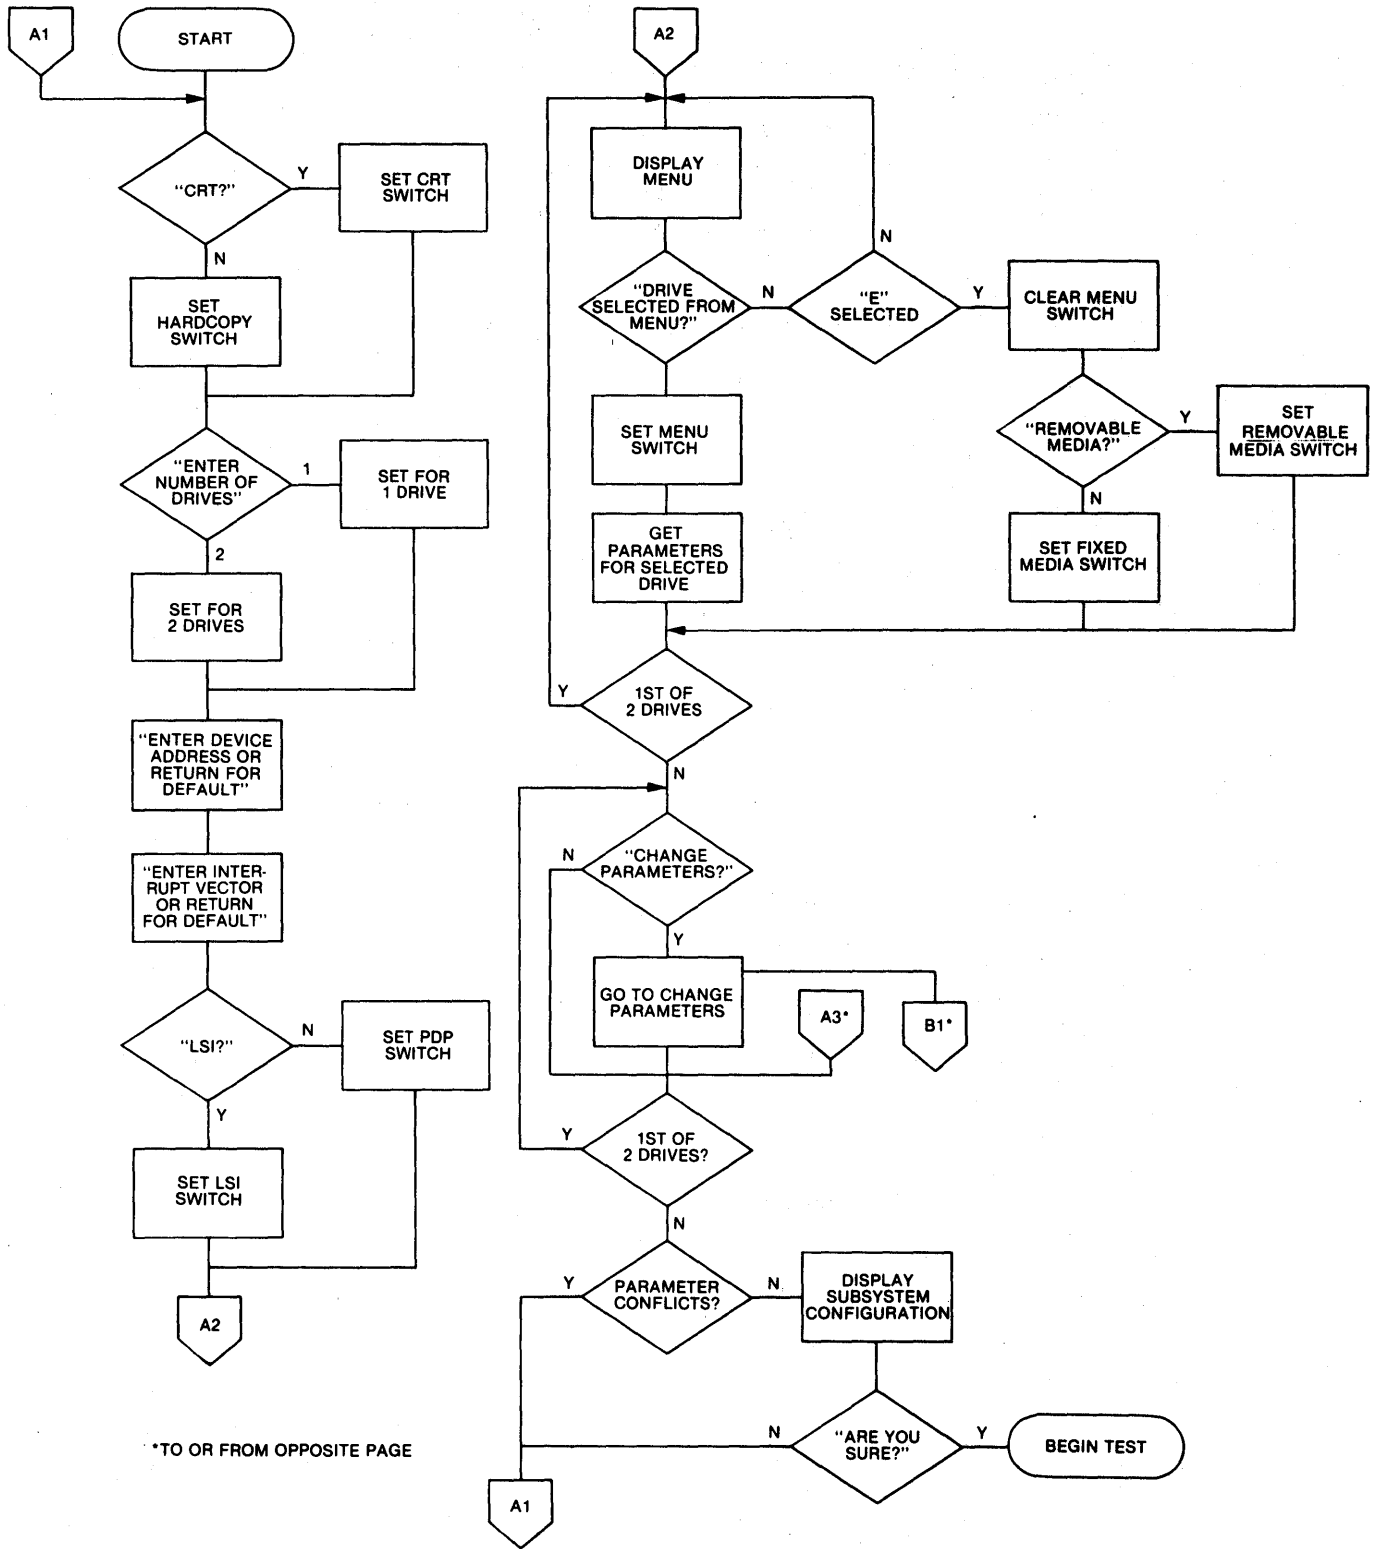 A1
START
"CRT?"
Y
SET CRT
SWITCH
N
SET
HARDCOPY
SWITCH
"ENTER
NUMBER OF
DRIVES"
1
SET FOR
1 DRIVE
2
SET FOR
2 DRIVES
"ENTER DEVICE
ADDRESS OR
RETURN FOR
DEFAULT"
"ENTER INTER-
RUPT VECTOR
OR RETURN
FOR DEFAULT"
"LSI?"
N
SET PDP
SWITCH
Y
SET LSI
SWITCH
A2
*TO OR FROM OPPOSITE PAGE
A2
DISPLAY
MENU
"DRIVE
SELECTED FROM
MENU?"
N
"E"
SELECTED
N
Y
CLEAR MENU
SWITCH
"REMOVABLE
MEDIA?"
Y
SET
REMOVABLE
MEDIA SWITCH
N
SET FIXED
MEDIA SWITCH
SET MENU
SWITCH
GET
PARAMETERS
FOR SELECTED
DRIVE
Y
1ST OF
2 DRIVES
N
N
"CHANGE
PARAMETERS?"
Y
GO TO CHANGE
PARAMETERS
A3*
B1*
Y
1ST OF
2 DRIVES?
N
Y
PARAMETER
CONFLICTS?
N
DISPLAY
SUBSYSTEM
CONFIGURATION
N
"ARE YOU
SURE?"
Y
BEGIN TEST
A1